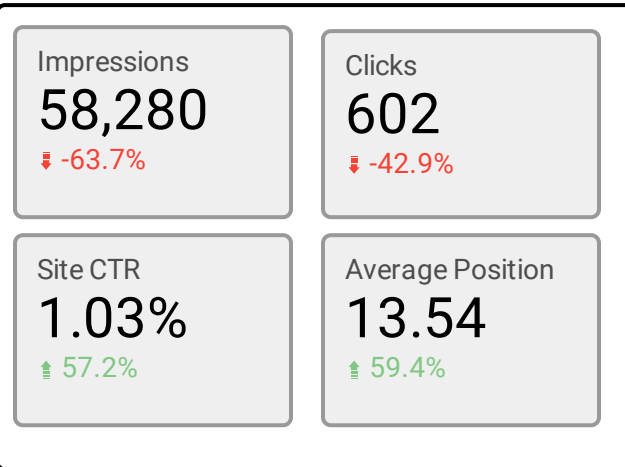 Impressions
58,280
-63.7%
Clicks
602
-42.9%
Site CTR
1.03%
57.2%
Average Position
13.54
59.4%